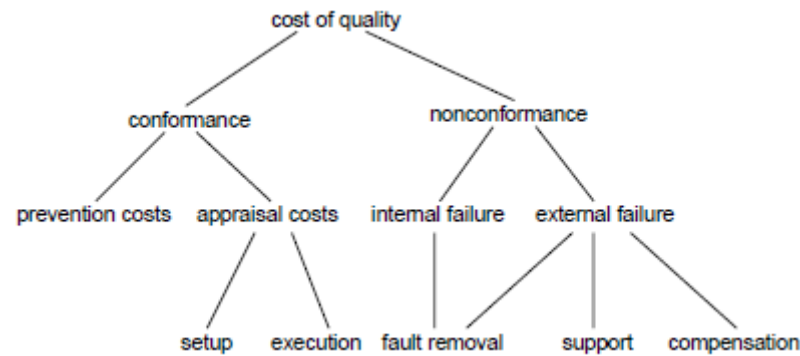 cost of quality
conformance
nonconformance
prevention costs
appraisal costs
internal failure
external failure
setup
execution
fault removal
support
compensation